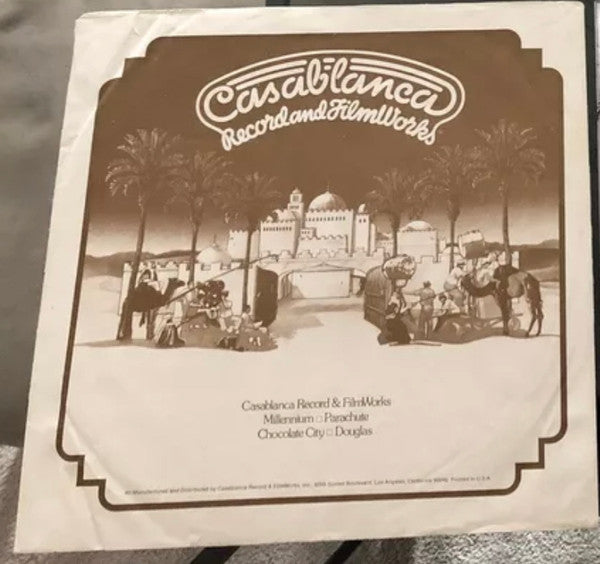 Casablanca
Record and FilmWorks
Casablanca Record & FilmWorks
Millennium □ Parachute
Chocolate City □ Douglas
All Manufactured and Distributed by Casablanca Record & FilmWorks, Inc., 8255 Sunset Boulevard, Los Angeles, California 90046, Printed in U.S.A.